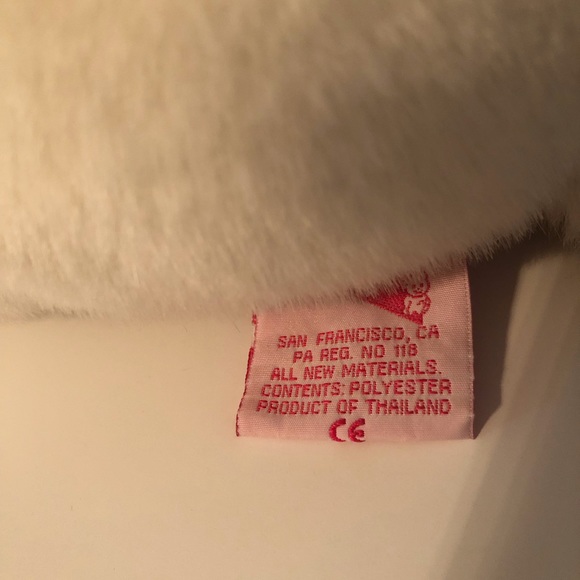 SAN FRANCISCO, CA
PA REG. NO 118
ALL NEW MATERIALS.
CONTENTS: POLYESTER
PRODUCT OF THAILAND
CE